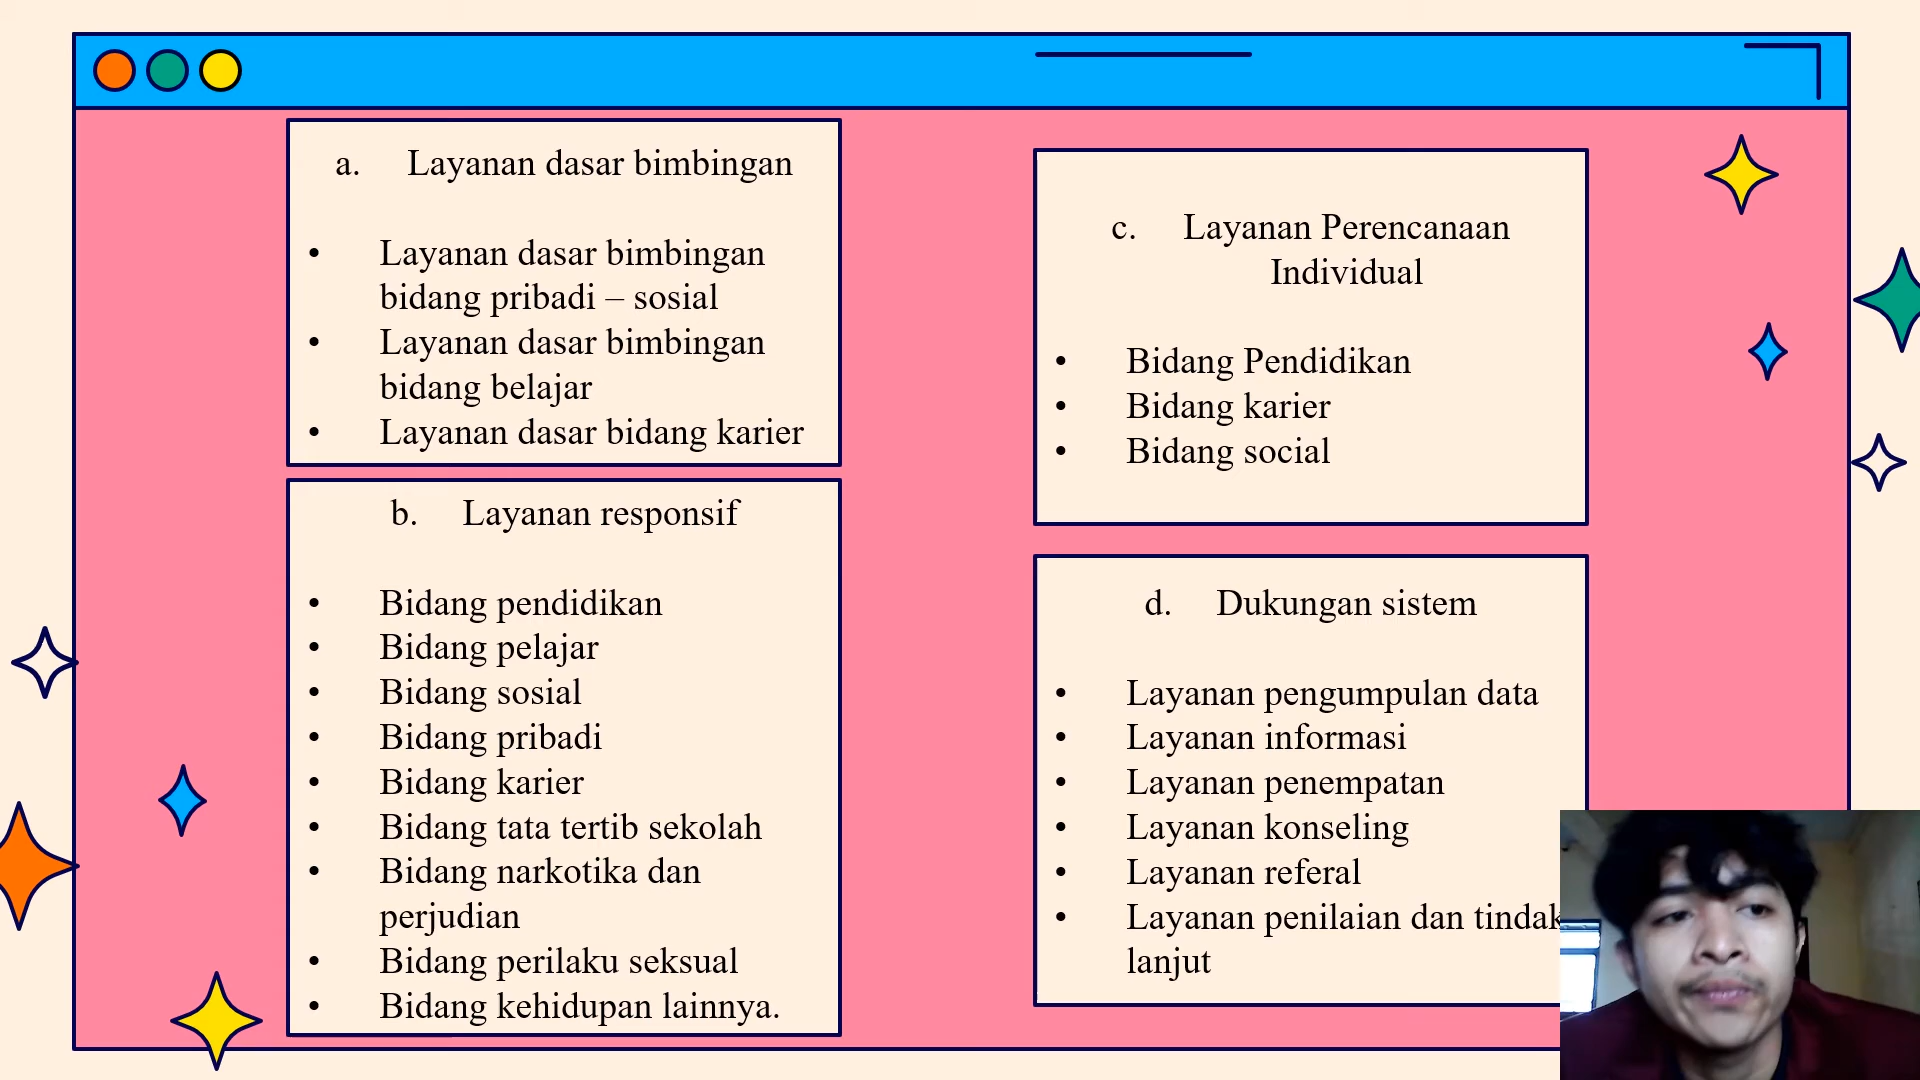 a. Layanan dasar bimbingan
• Layanan dasar bimbingan
bidang pribadi – sosial
• Layanan dasar bimbingan
bidang belajar
• Layanan dasar bidang karier
b. Layanan responsif
• Bidang pendidikan
• Bidang pelajar
• Bidang sosial
• Bidang pribadi
• Bidang karier
• Bidang tata tertib sekolah
• Bidang narkotika dan
perjudian
• Bidang perilaku seksual
• Bidang kehidupan lainnya.
c. Layanan Perencanaan
Individual
• Bidang Pendidikan
• Bidang karier
• Bidang social
d. Dukungan sistem
• Layanan pengumpulan data
• Layanan informasi
• Layanan penempatan
• Layanan konseling
• Layanan referal
• Layanan penilaian dan tindak
lanjut